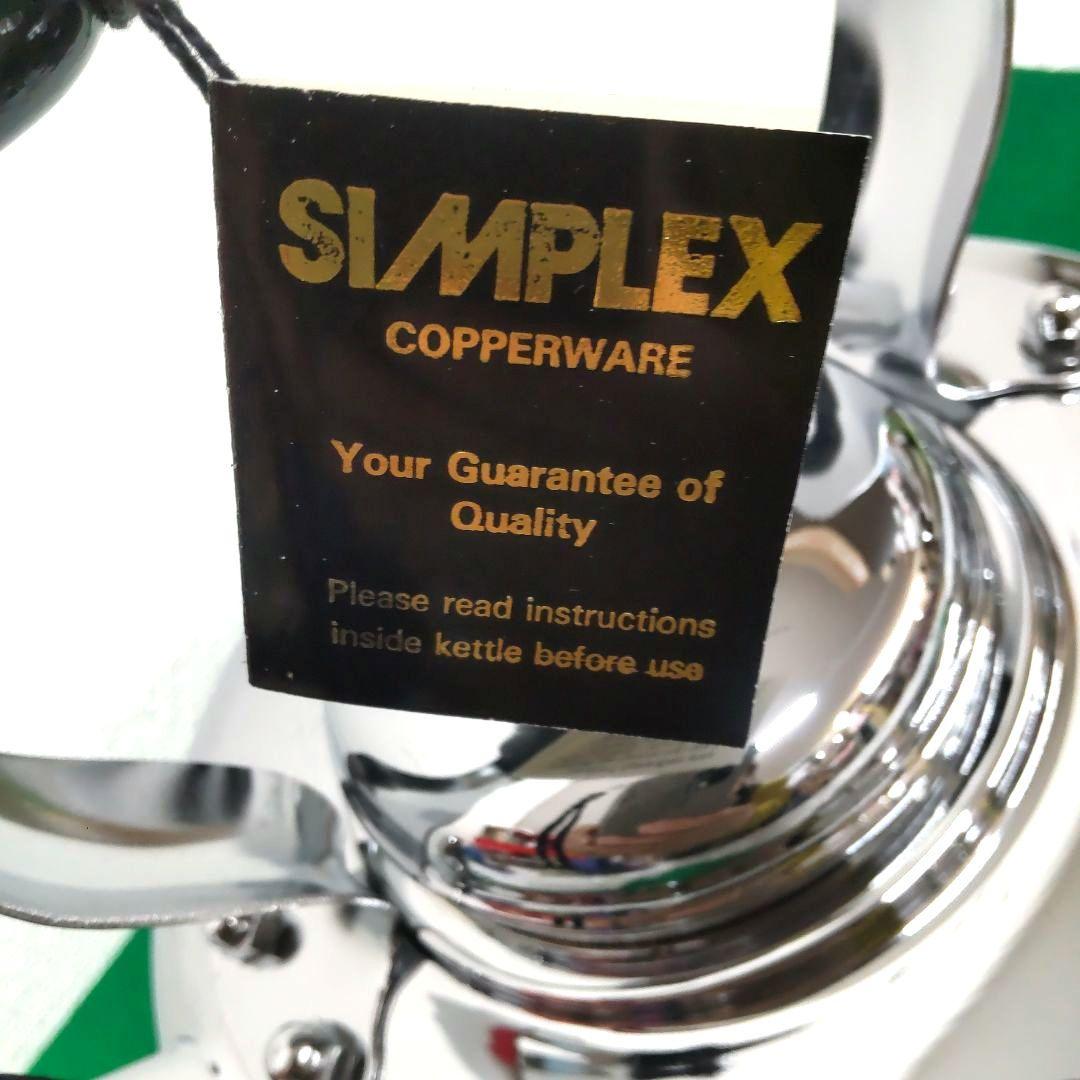 SIMPLEX
COPPERWARE
Your Guarantee of
Quality
Please read instructions
inside kettle before use